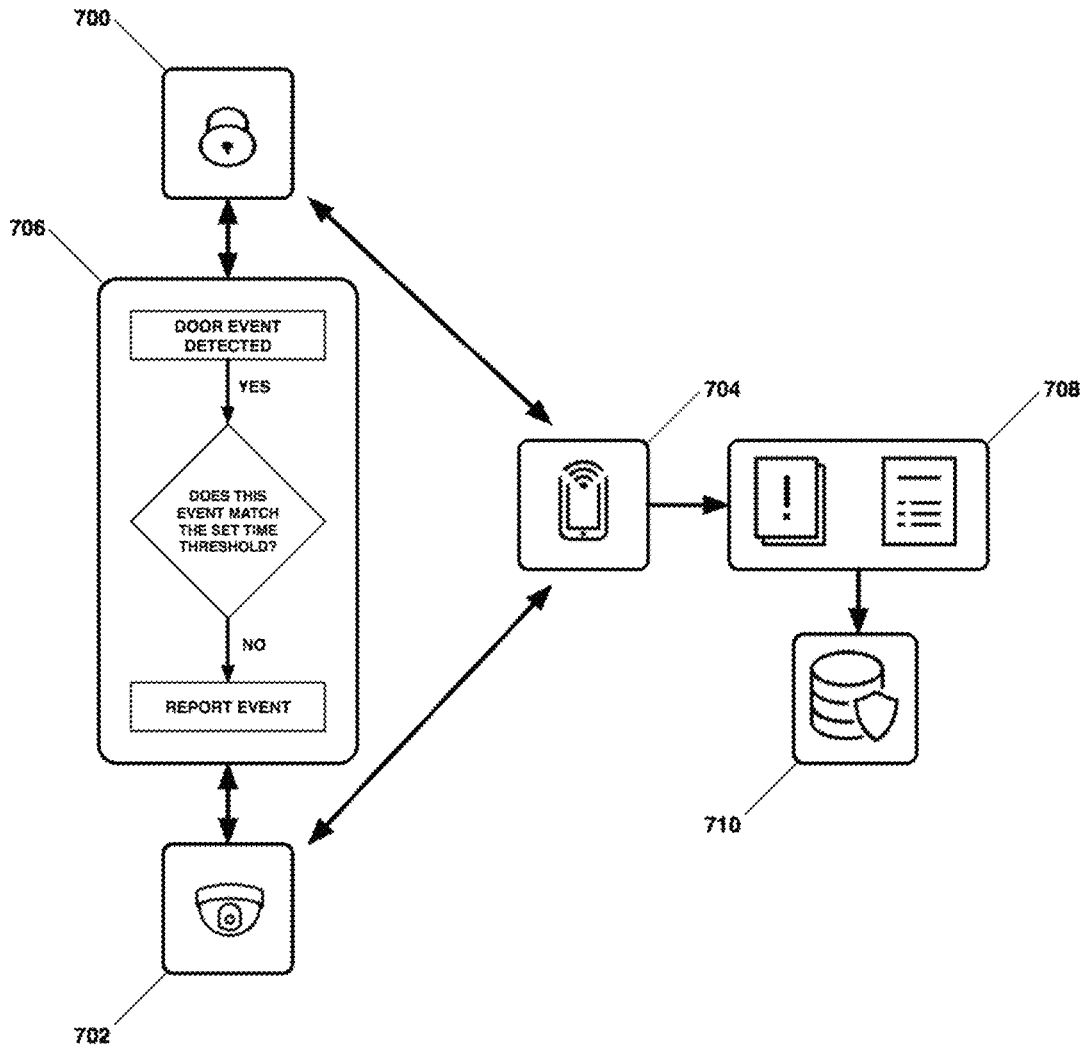 700
706
DOOR EVENT
DETECTED
YES
704
708
DOES THIS
EVENT MATCH
THE SET TIME
THRESHOLD?
NO
REPORT EVENT
710
702